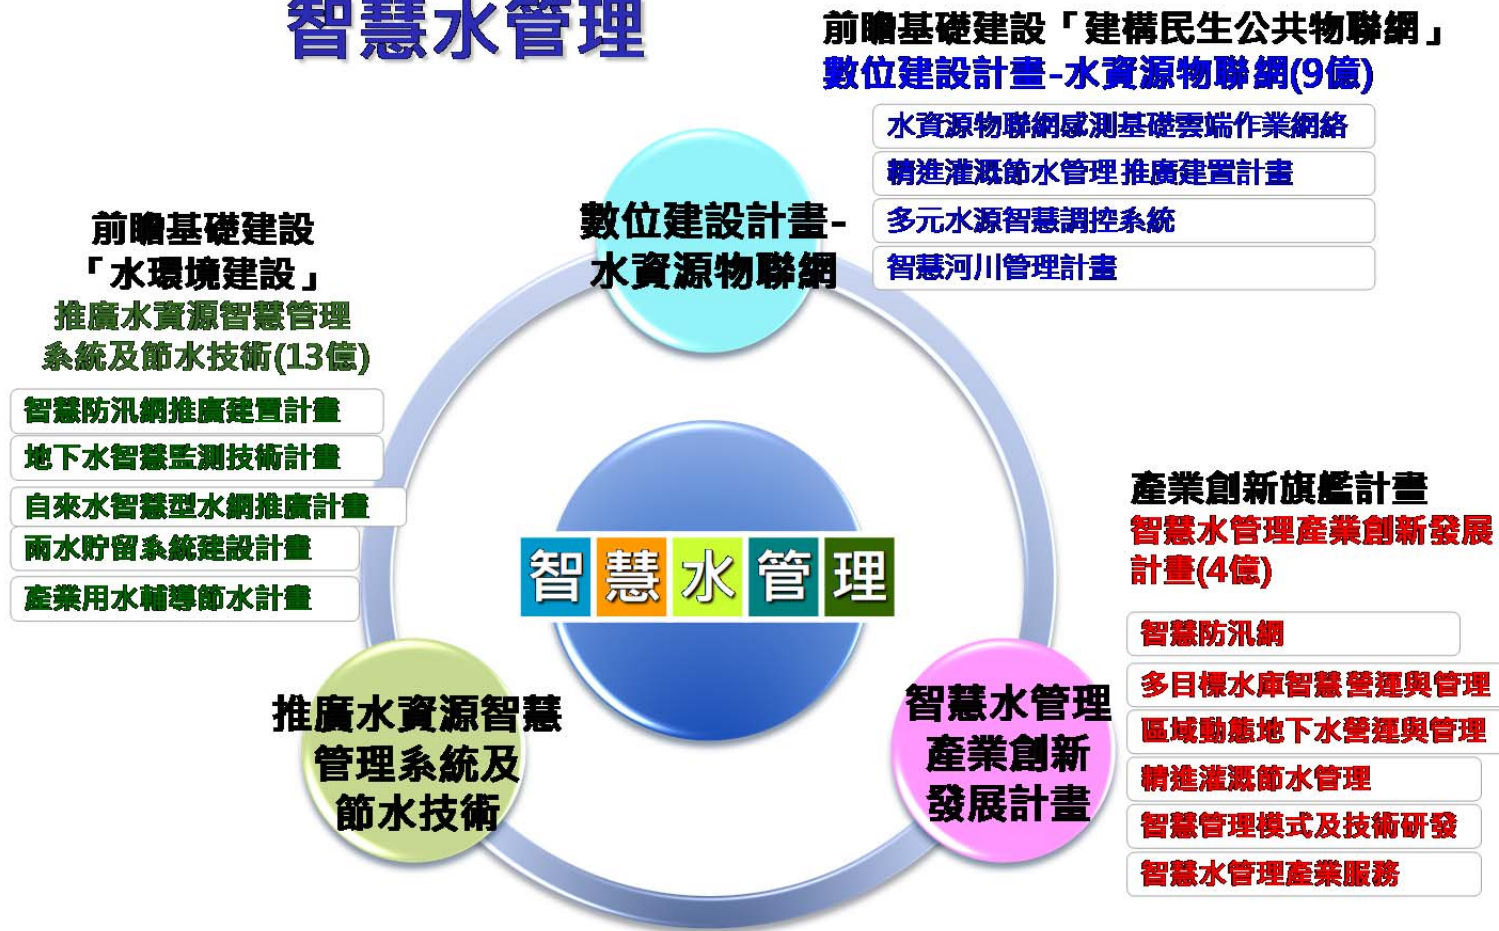 智慧水管理
前瞻基礎建設「建構民生公共物聯網」
數位建設計畫-水資源物聯網(9億)
水資源物聯網感測基礎雲端作業網絡
精進灌溉節水管理推廣建置計畫
多元水源智慧調控系統
智慧河川管理計畫
數位建設計畫-
水資源物聯網
前瞻基礎建設
「水環境建設」
推廣水資源智慧管理
系統及節水技術(13億)
智慧防汛網推廣建置計畫
地下水智慧監測技術計畫
自來水智慧型水網推廣計畫
雨水貯留系統建設計畫
產業用水輔導節水計畫
智慧水管理
產業創新旗艦計畫
智慧水管理產業創新發展
計畫(4億)
智慧防汛網
多目標水庫智慧營運與管理
區域動態地下水營運與管理
精進灌溉節水管理
智慧管理模式及技術研發
智慧水管理產業服務
推廣水資源智慧
管理系統及
節水技術
智慧水管理
產業創新
發展計畫